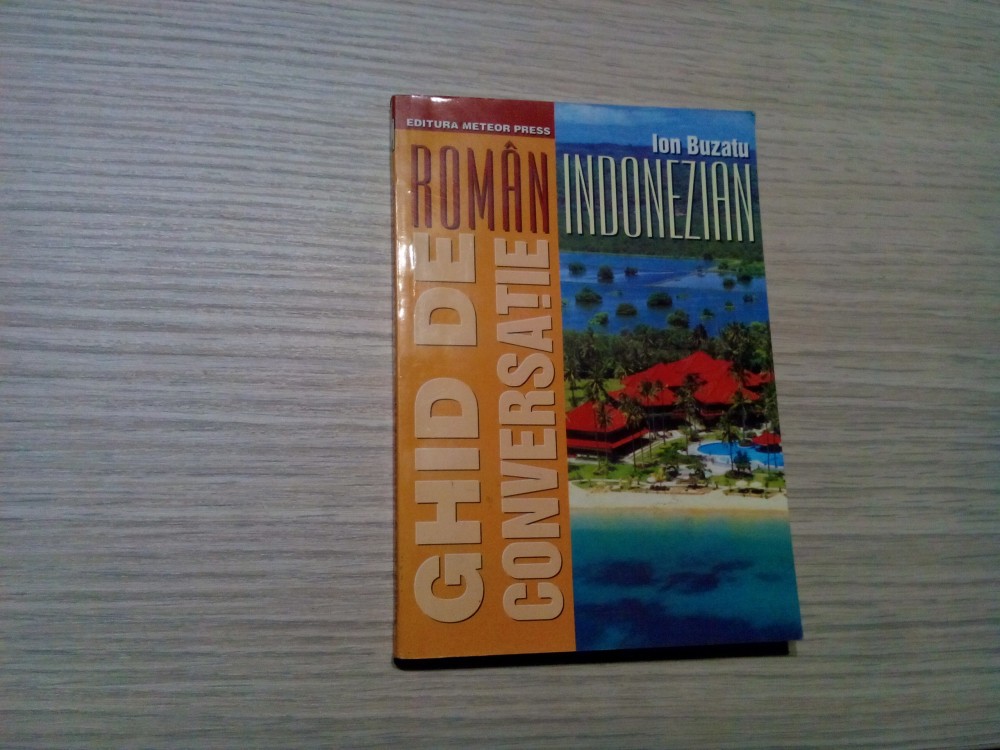 EDITURA METEOR PRESS
Ion Buzatu
ROMÂN INDONEZIAN
GHID DE
CONVERSAȚIE